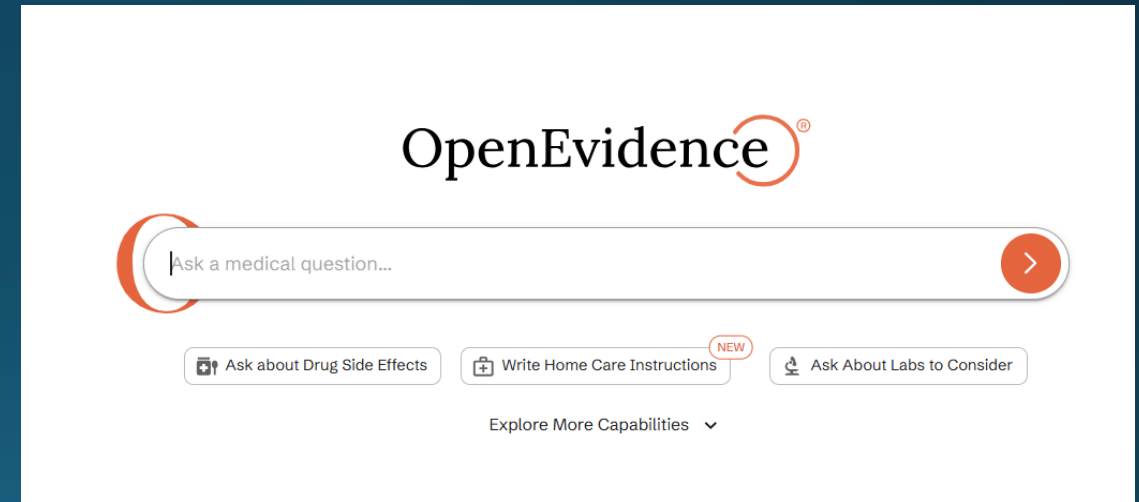 OpenEvidence®
Ask a medical question...
NEW
Ask about Drug Side Effects Write Home Care Instructions Ask About Labs to Consider
Explore More Capabilities